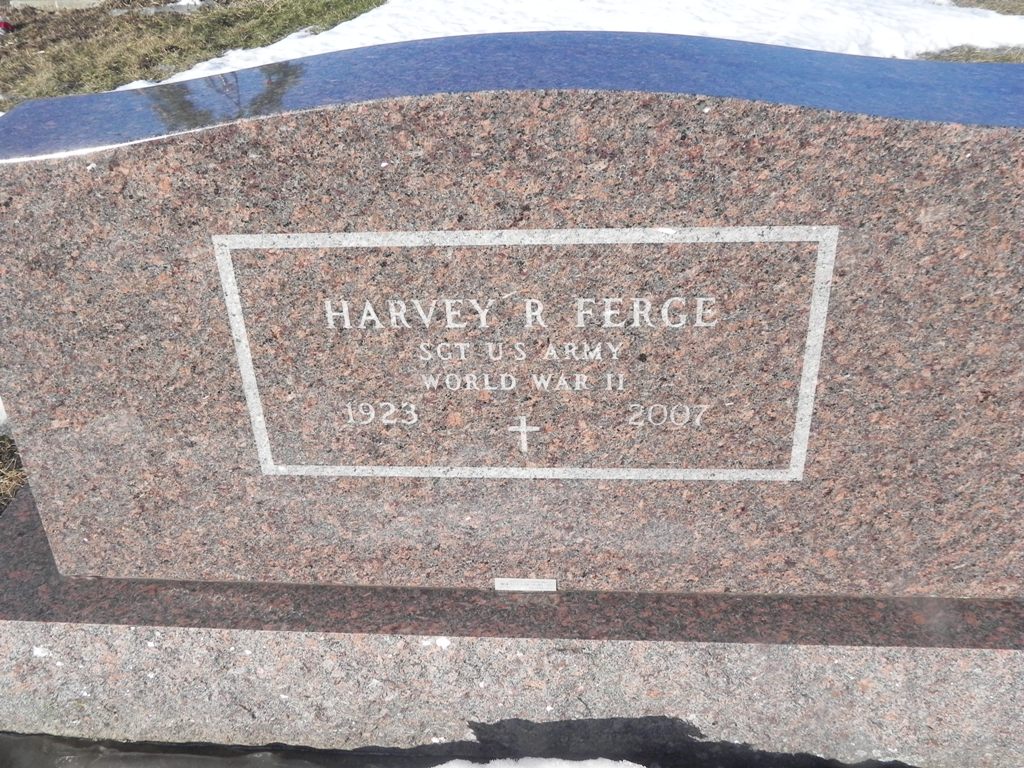 HARVEY R FERGE
SGT US ARMY
WORLD WAR II
1923 2007